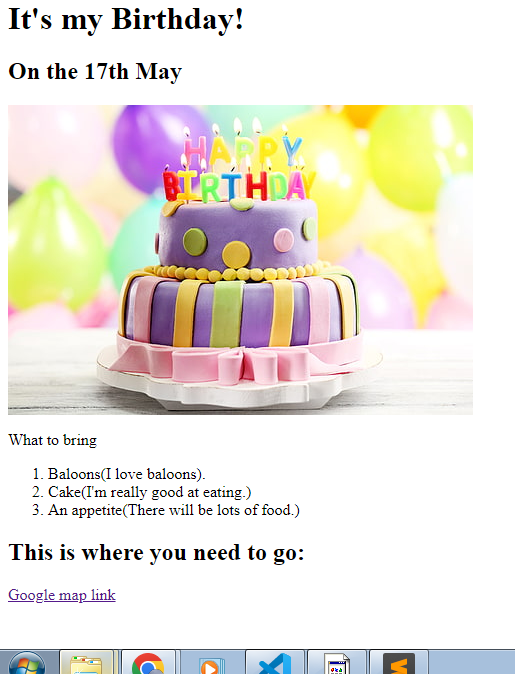 It's my Birthday!
On the 17th May
HAPPY
BIRTHDAY
What to bring
1. Baloons(I love baloons).
2. Cake(I'm really good at eating.)
3. An appetite(There will be lots of food.)
This is where you need to go:
Google map link